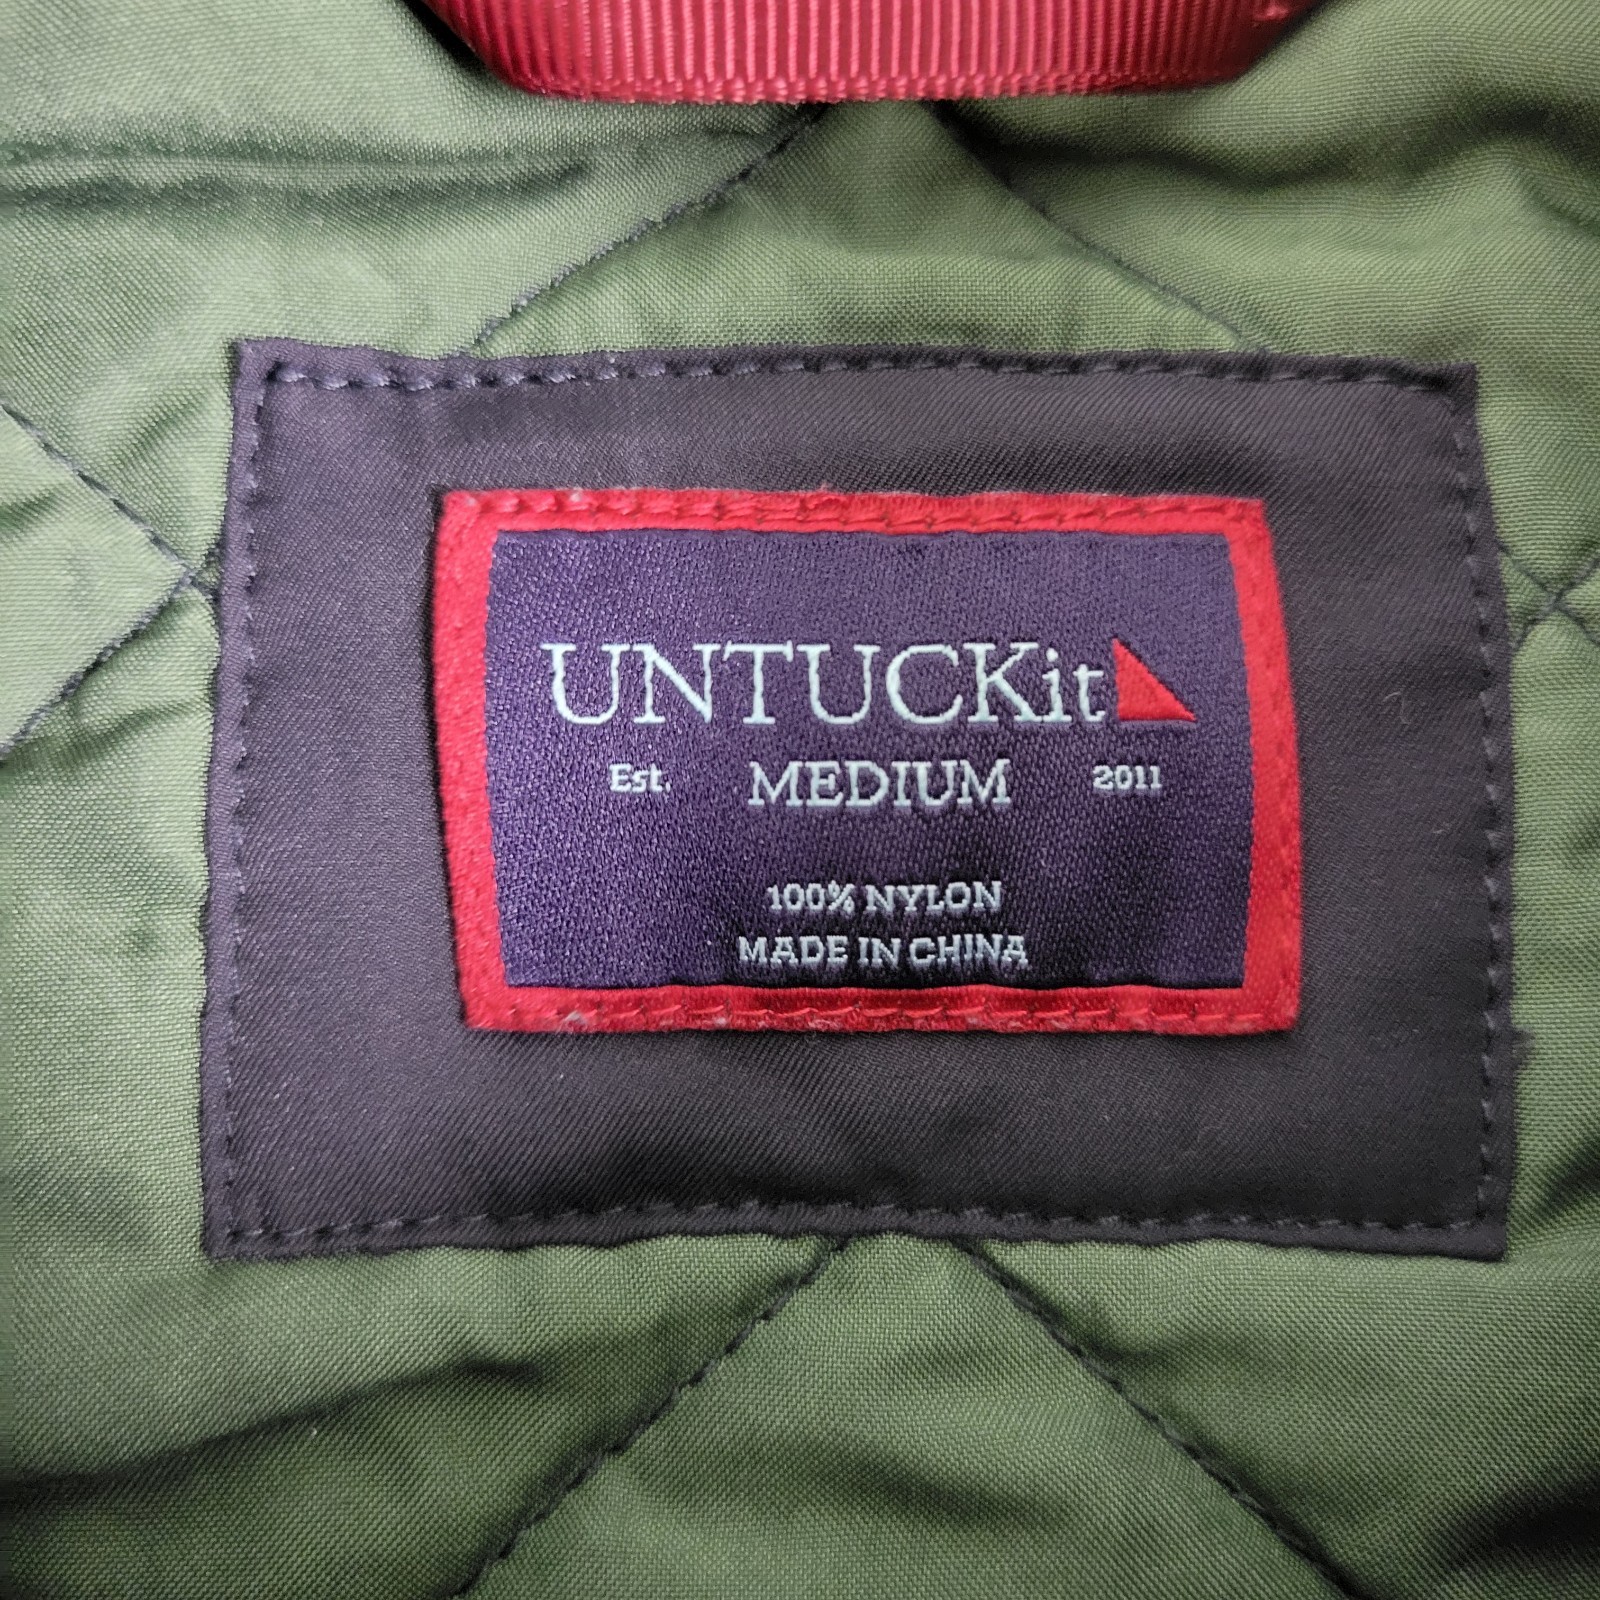 UNTUCKit
Est. MEDIUM 2011
100% NYLON
MADE IN CHINA